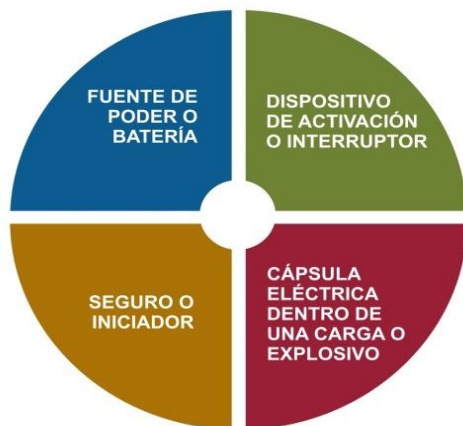 FUENTE DE
PODER O
BATERÍA
DISPOSITIVO
DE ACTIVACIÓN
O INTERRUPTOR
SEGURO O
INICIADOR
CÁPSULA
ELÉCTRICA
DENTRO DE
UNA CARGA O
EXPLOSIVO